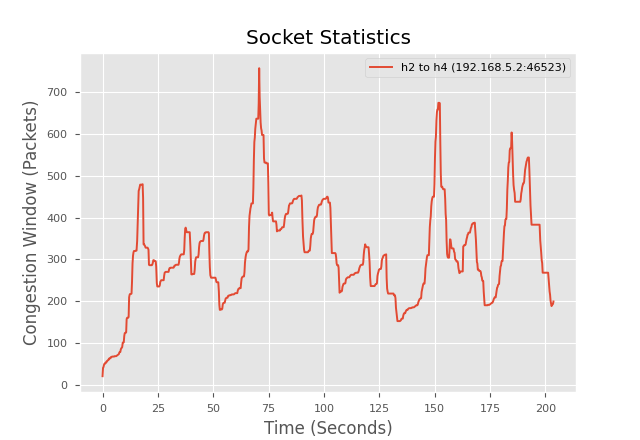 Socket Statistics
h2 to h4 (192.168.5.2:46523)
Congestion Window (Packets)
700
600
500
400
300
200
100
0
0 25 50 75 100 125 150 175 200
Time (Seconds)